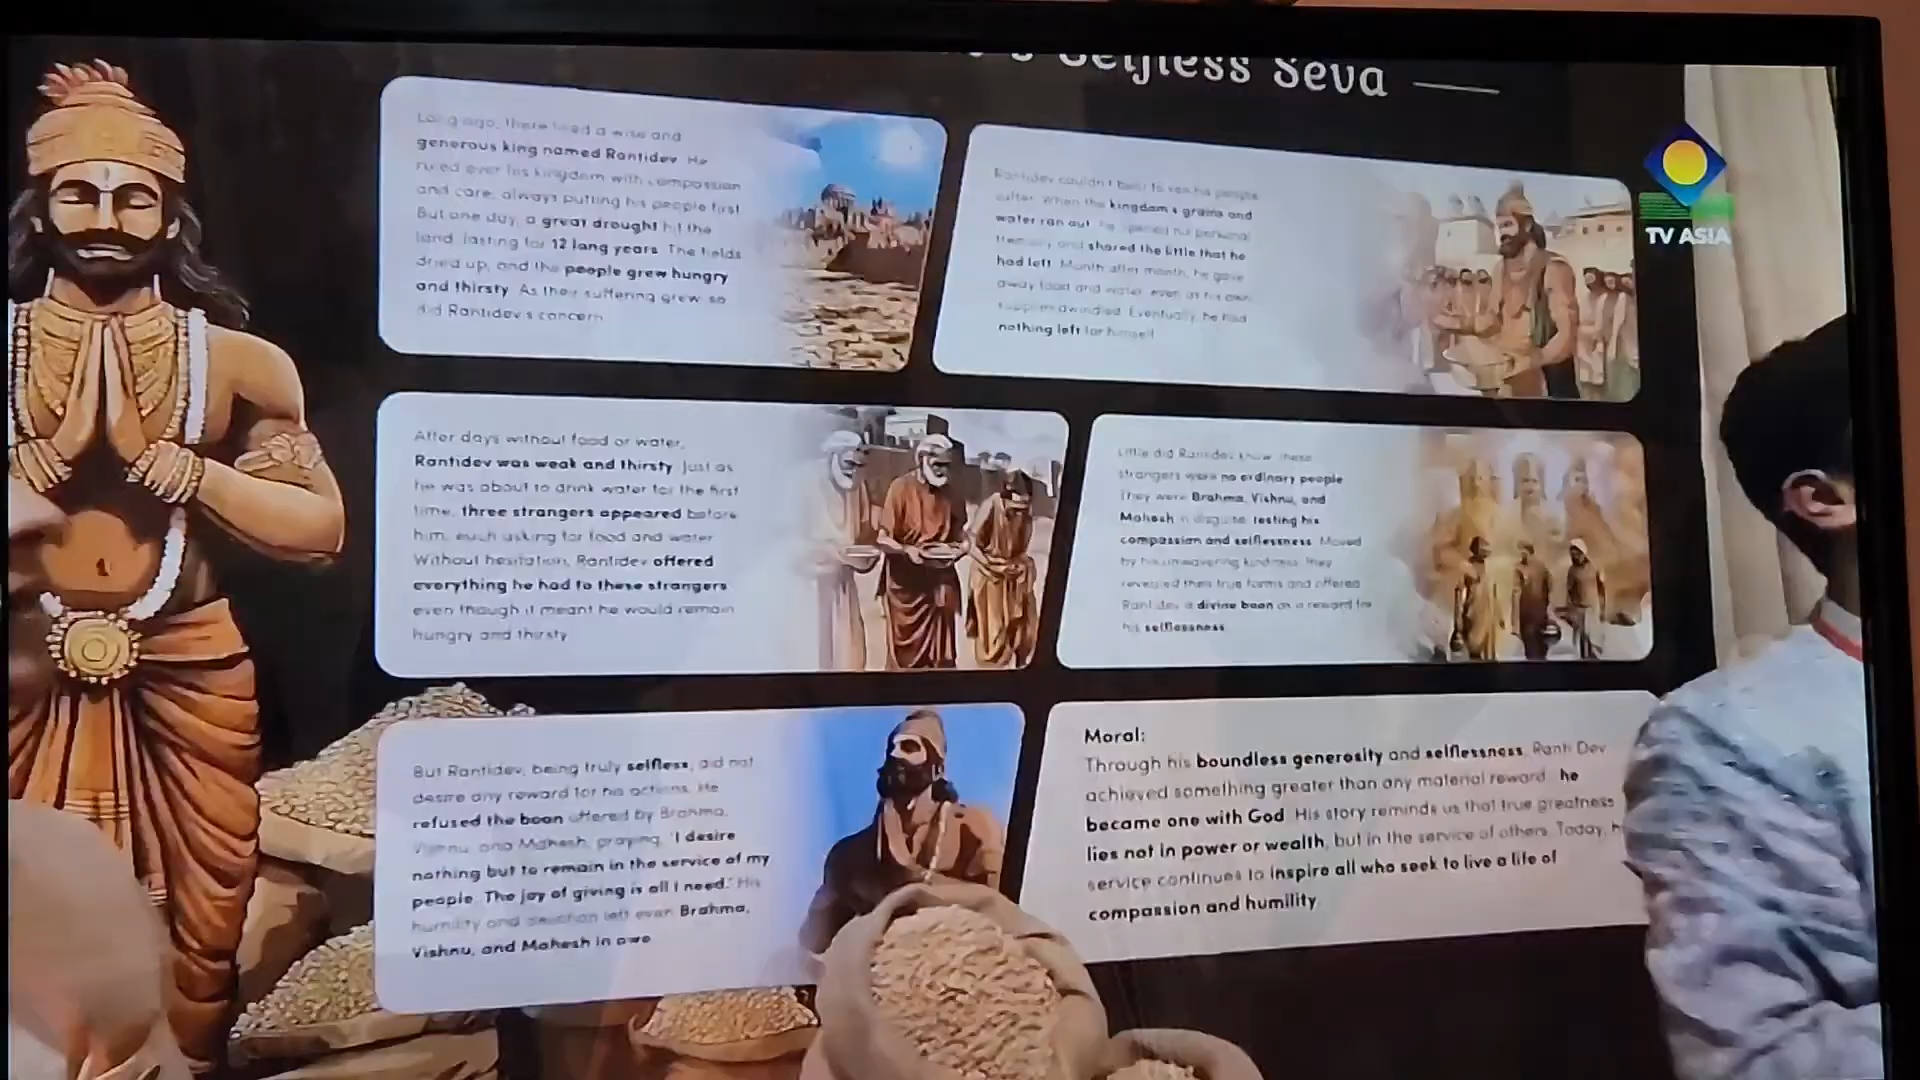 Selfless Seva
Long ago, there lived a wise and
generous king named Rantidev. He
ruled over his kingdom with compassion
and care, always putting his people first.
But one day, a great drought hit the
land, lasting for 12 long years. The fields
dried up, and the people grew hungry
and thirsty. As their suffering grew, so
did Rantidev's concern.
Rantidev couldn't bear to see his people
suffer. When the kingdom's grains and
water ran out, he opened his personal
treasury and shared the little that he
had left. Month after month, he gave
away food and water, even as his own
supplies dwindled. Eventually, he had
nothing left for himself.
TV ASIA
After days without food or water,
Rantidev was weak and thirsty. Just as
he was about to drink water for the first
time, three strangers appeared before
him, each asking for food and water.
Without hesitation, Rantidev offered
everything he had to these strangers,
even though it meant he would remain
hungry and thirsty.
Little did Rantidev know, these
strangers were no ordinary people.
They were Brahma, Vishnu, and
Mahesh in disguise, testing his
compassion and selflessness. Moved
by his unwavering kindness, they
revealed their true forms and offered
Rantidev a divine boon as a reward for
his selflessness.
But Rantidev, being truly selfless, did not
desire any reward for his actions. He
refused the boon offered by Brahma,
Vishnu, and Mahesh, praying, "I desire
nothing but to remain in the service of my
people. The joy of giving is all I need." His
humility and devotion left even Brahma,
Vishnu, and Mahesh in awe.
Moral:
Through his boundless generosity and selflessness, Ranti Dev
achieved something greater than any material reward - he
became one with God. His story reminds us that true greatness
lies not in power or wealth, but in the service of others. Today, h
service continues to inspire all who seek to live a life of
compassion and humility.